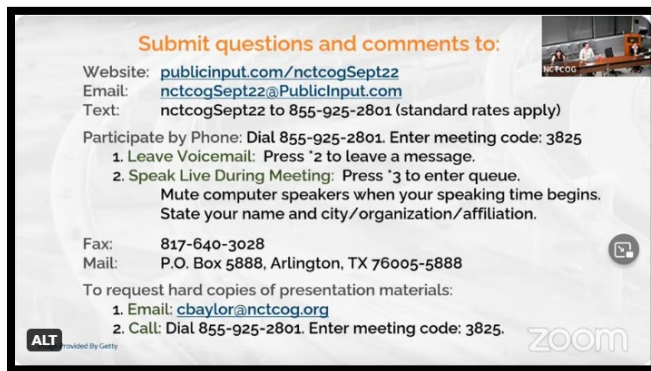 Submit questions and comments to:
NCTCOG
Website: publicinput.com/nctcogSept22
Email: nctcogSept22@PublicInput.com
Text: nctcogSept22 to 855-925-2801 (standard rates apply)
Participate by Phone: Dial 855-925-2801. Enter meeting code: 3825
1. Leave Voicemail: Press *2 to leave a message.
2. Speak Live During Meeting: Press *3 to enter queue.
Mute computer speakers when your speaking time begins.
State your name and city/organization/affiliation.
Fax: 817-640-3028
Mail: P.O. Box 5888, Arlington, TX 76005-5888
To request hard copies of presentation materials:
1. Email: cbaylor@nctcog.org
2. Call: Dial 855-925-2801. Enter meeting code: 3825.
ALT
Provided By Getty
zoom